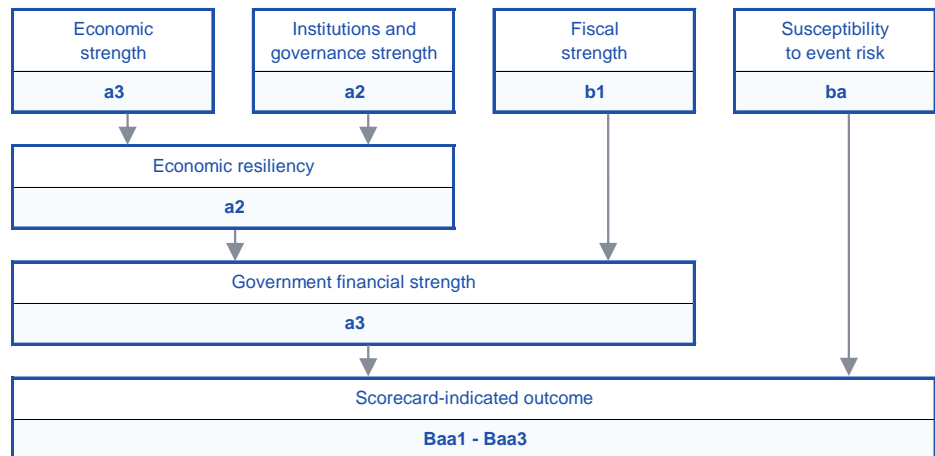 Economic
strength
a3
Institutions and
governance strength
a2
Fiscal
strength
b1
Susceptibility
to event risk
ba
Economic resiliency
a2
Government financial strength
a3
Scorecard-indicated outcome
Baa1 - Baa3